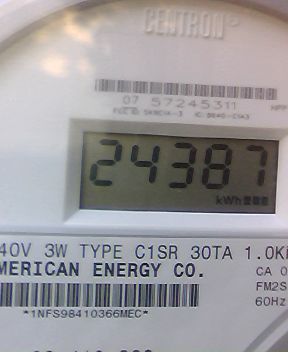 CENTRON®
07 57245311
24387
kWh
40V 3W TYPE C1SR 30TA 1.0K
MERICAN ENERGY CO.
CA 0
FM2S
60Hz
*1NFS98410366MEC*